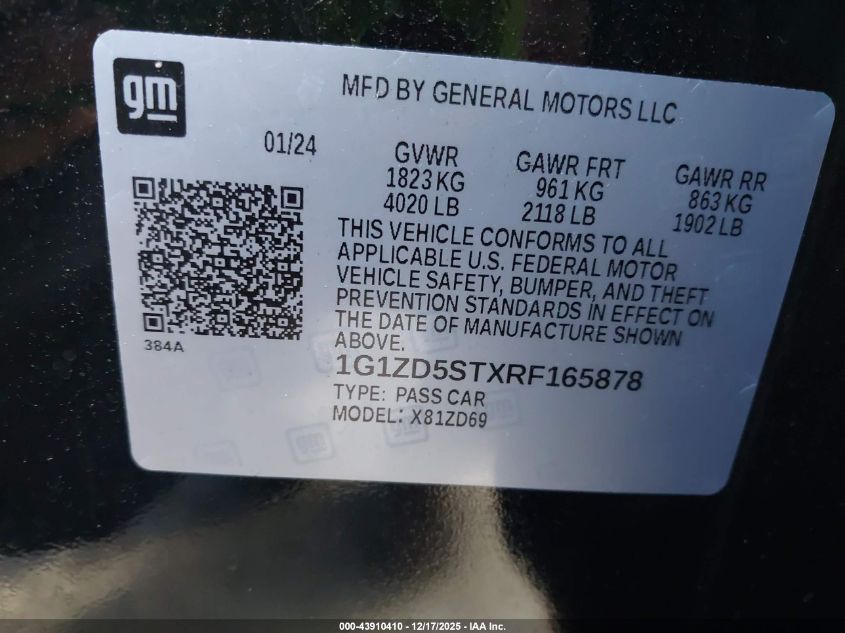 gm
MFD BY GENERAL MOTORS LLC
01/24
GVWR
1823 KG
4020 LB
GAWR FRT
961 KG
2118 LB
GAWR RR
863 KG
1902 LB
THIS VEHICLE CONFORMS TO ALL
APPLICABLE U.S. FEDERAL MOTOR
VEHICLE SAFETY, BUMPER, AND THEFT
PREVENTION STANDARDS IN EFFECT ON
THE DATE OF MANUFACTURE SHOWN
ABOVE.
384A
1G1ZD5STXRF165878
TYPE: PASS CAR
MODEL: X81ZD69
gm
gm
000-43910410 - 12/17/2025 - IAA Inc.